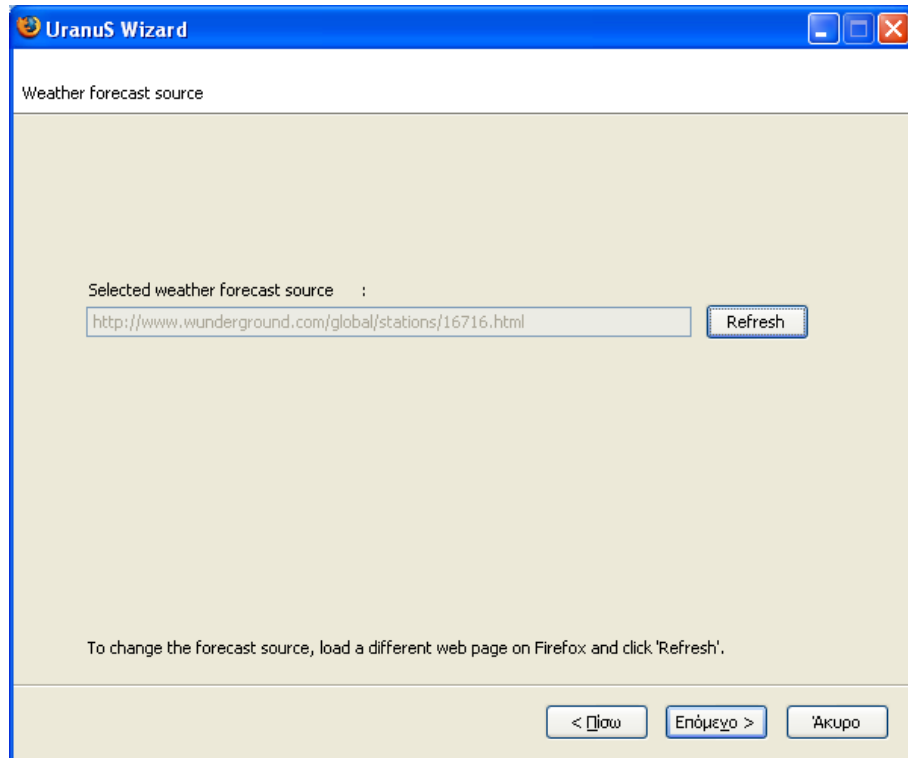 UranuS Wizard
Weather forecast source
Selected weather forecast source :
http://www.wunderground.com/global/stations/16716.html
Refresh
To change the forecast source, load a different web page on Firefox and click 'Refresh'.
< Πίσω Επόμενο > Άκυρο